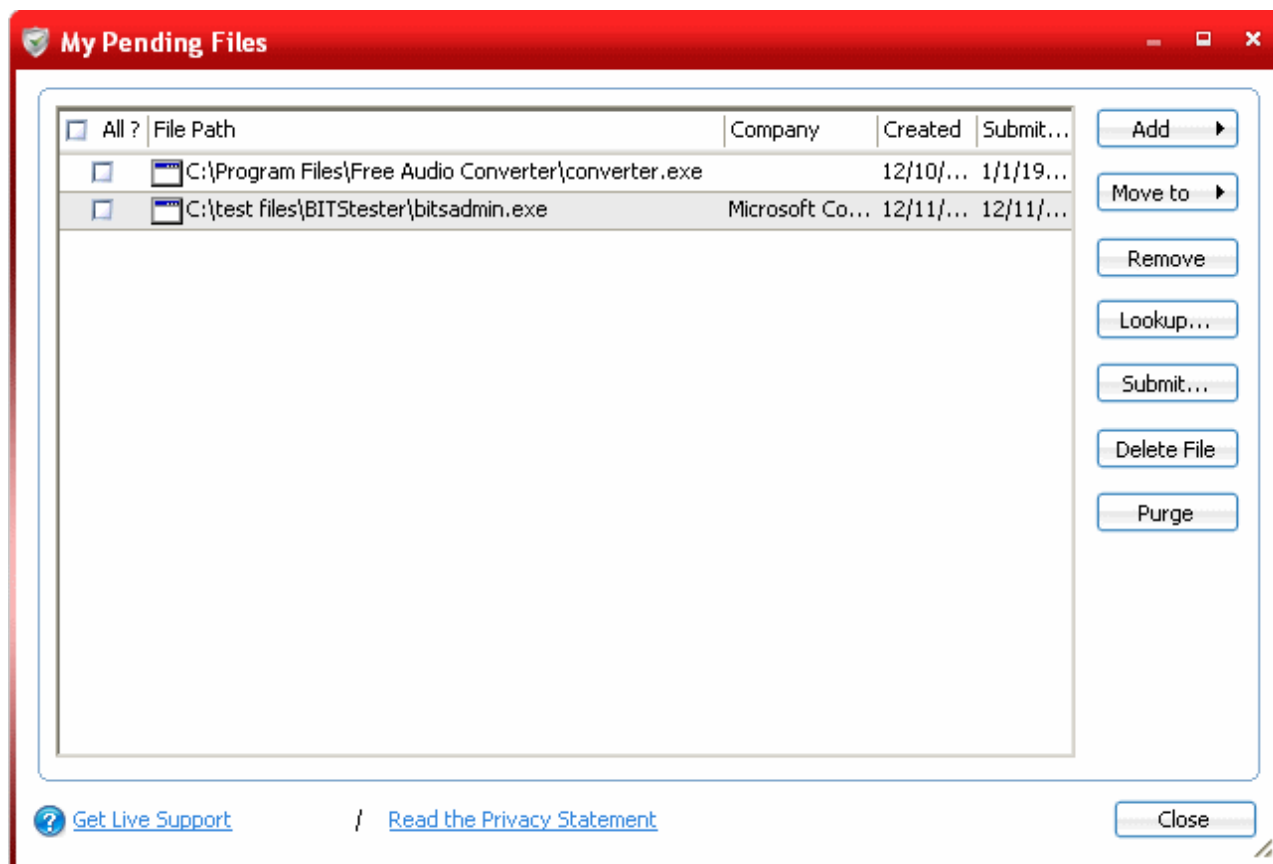 My Pending Files
All ? File Path Company Created Submit... Add
C:\Program Files\Free Audio Converter\converter.exe 12/10/... 1/1/19...
Move to
C:\test files\BITStester\bitsadmin.exe Microsoft Co... 12/11/... 12/11/...
Remove
Lookup...
Submit...
Delete File
Purge
Get Live Support / Read the Privacy Statement Close